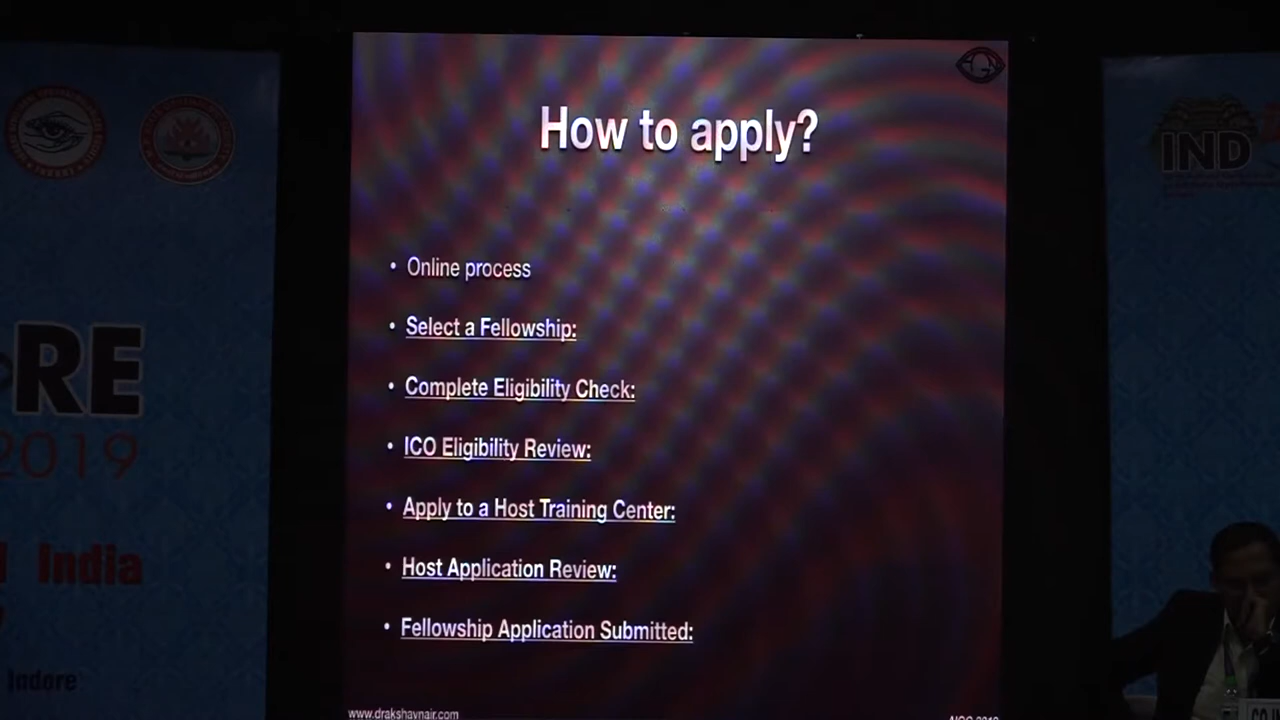 How to apply?
• Online process
• Select a Fellowship:
• Complete Eligibility Check:
• ICO Eligibility Review:
• Apply to a Host Training Center:
• Host Application Review:
• Fellowship Application Submitted:
www.drakshaynair.com
RE
2019
India
Indore
IND